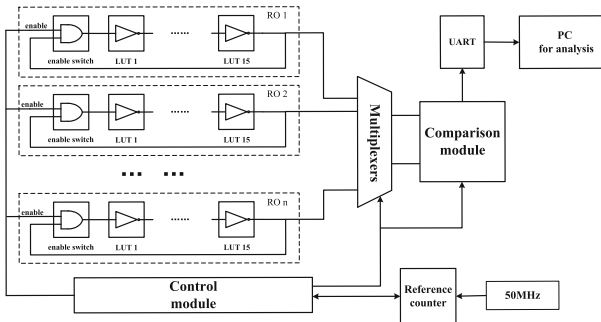 RO 1
enable
enable switch
LUT 1
......
LUT 15
RO 2
enable
enable switch
LUT 1
......
LUT 15
... ...
RO n
enable
enable switch
LUT 1
......
LUT 15
Multiplexers
Comparison
module
UART
PC
for analysis
Control
module
Reference
counter
50MHz